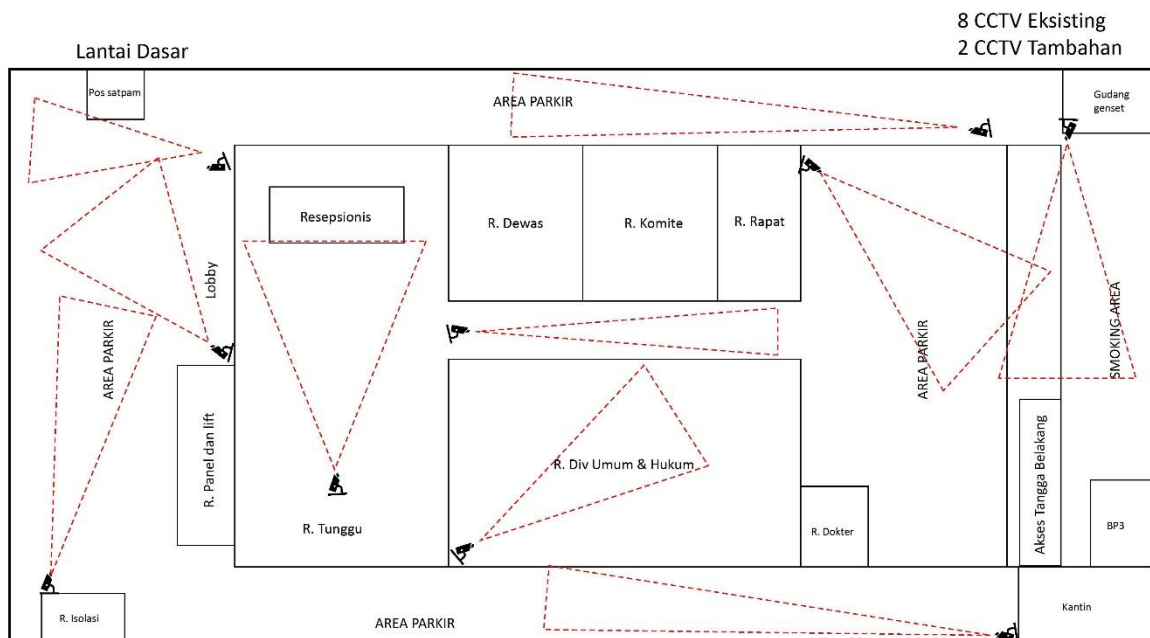 8 CCTV Eksisting
2 CCTV Tambahan
Lantai Dasar
Pos satpam
AREA PARKIR
Gudang
genset
Resepsionis
R. Dewas
R. Komite
R. Rapat
Lobby
AREA PARKIR
AREA PARKIR
SMOKING AREA
R. Panel dan lift
R. Div Umum & Hukum
R. Tunggu
R. Dokter
Akses Tangga Belakang
BP3
R. Isolasi
AREA PARKIR
Kantin